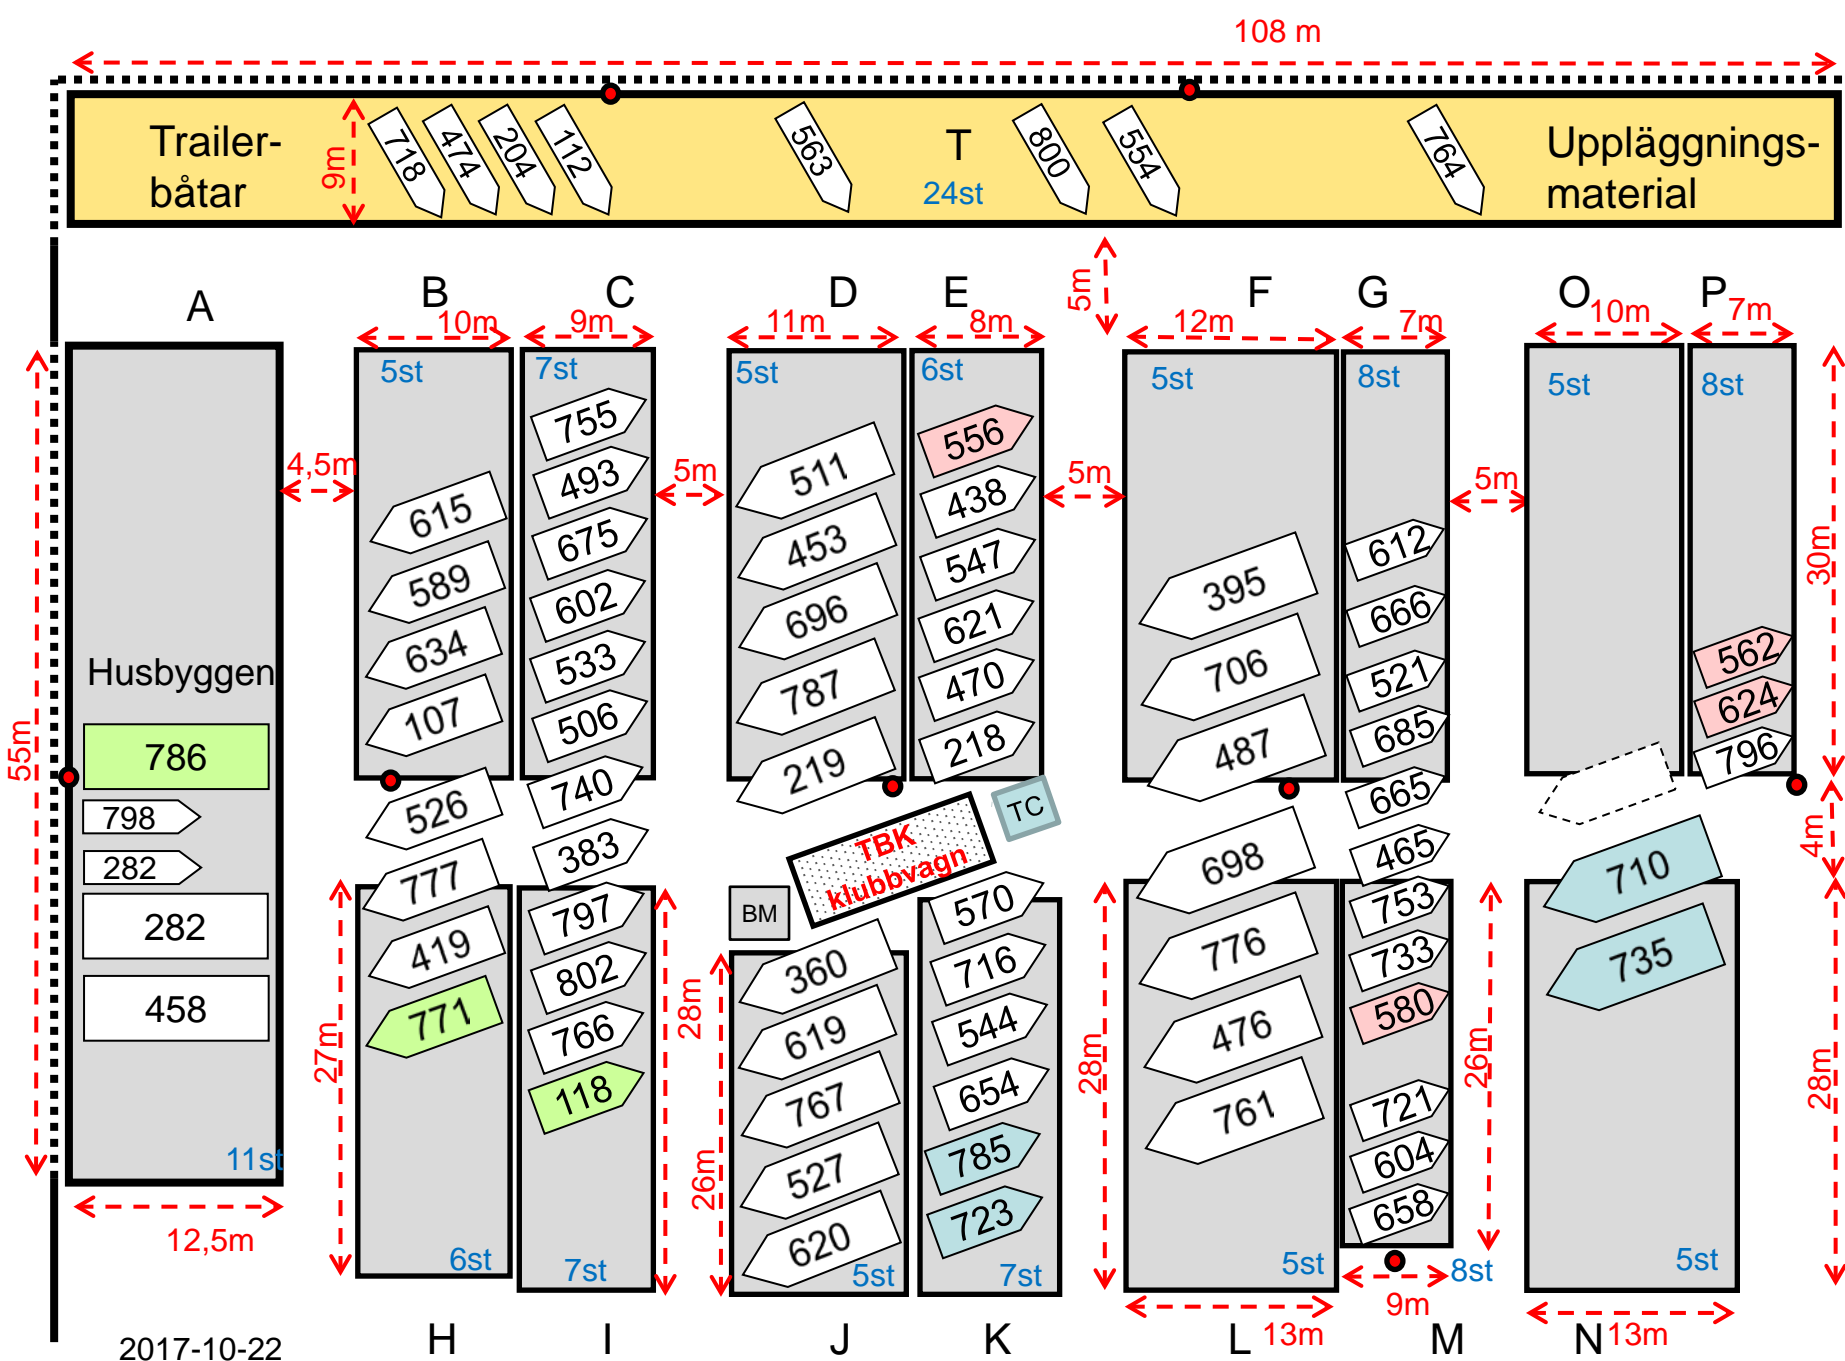 108 m
Trailer-
båtar
9m
718
474
204
112
563
T
24st
800
554
764
Uppläggnings-
material
5m
A
B
C
D
E
F
G
O
P
10m
9m
11m
8m
12m
7m
10m
7m
5st
7st
5st
6st
5st
8st
5st
8st
55m
Husbyggen
786
798
282
282
458
11st
12,5m
4,5m
615
589
634
107
526
777
419
771
27m
6st
755
493
675
602
533
506
740
383
797
802
766
118
7st
28m
5m
511
453
696
787
219
TBK
klubbvagn
TC
BM
360
619
767
527
620
26m
5st
556
438
547
621
470
218
570
716
544
654
785
723
7st
5m
395
706
487
698
776
476
761
28m
5st
13m
612
666
521
685
665
465
753
733
580
721
604
658
26m
8st
9m
5m
710
735
5st
13m
562
624
796
30m
4m
28m
H
I
J
K
L
M
N
2017-10-22